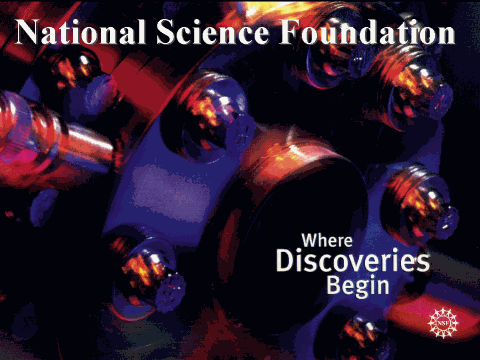 National Science Foundation
Where
Discoveries
Begin
NSF